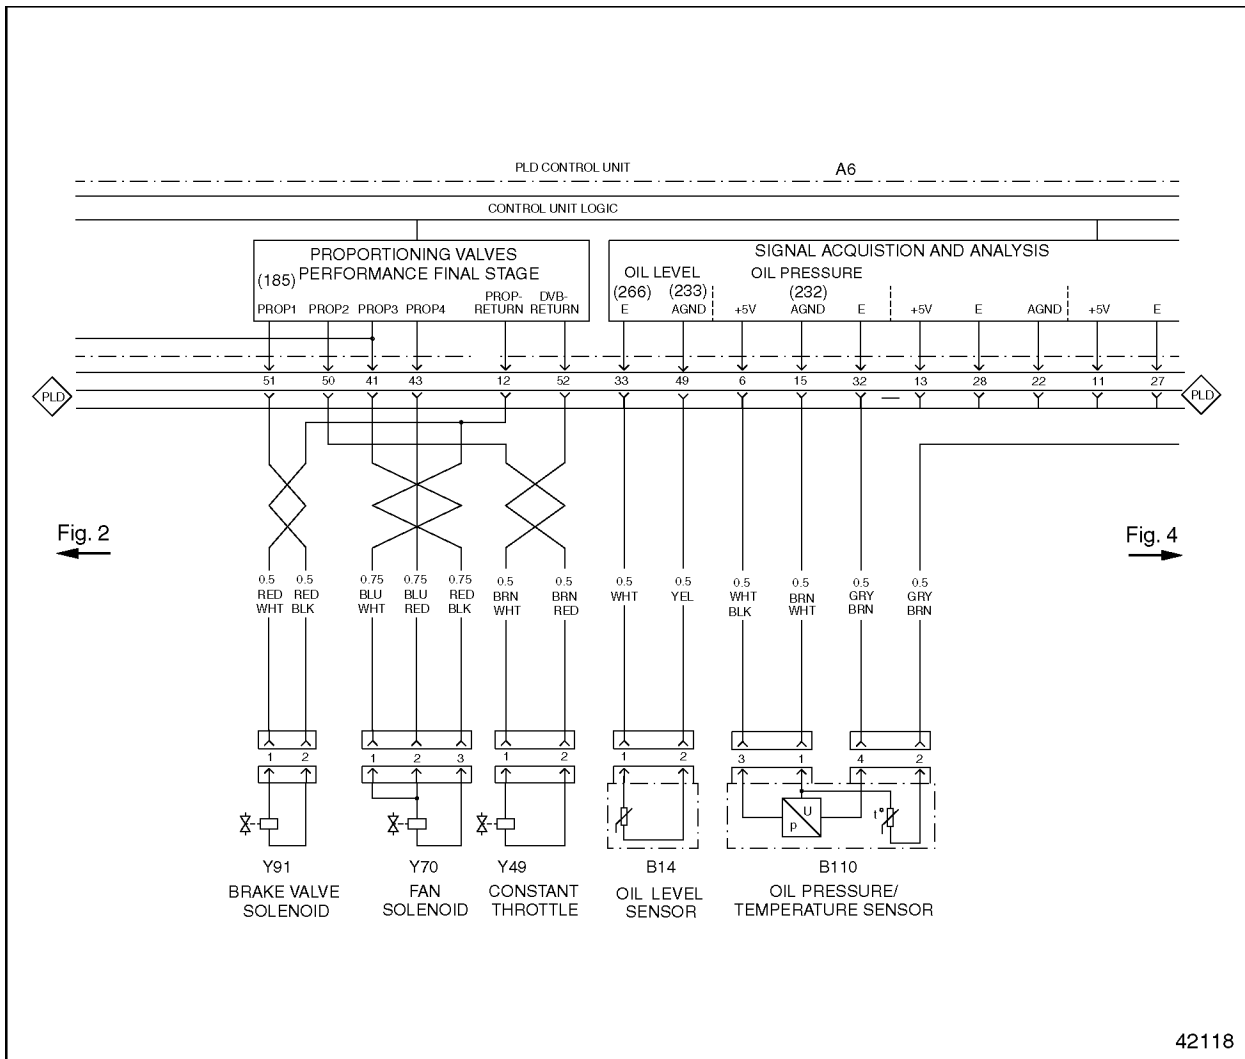 PLD CONTROL UNIT A6
CONTROL UNIT LOGIC
PROPORTIONING VALVES
(185) PERFORMANCE FINAL STAGE
PROP1 PROP2 PROP3 PROP4 PROP-RETURN DVB-RETURN
SIGNAL ACQUISTION AND ANALYSIS
OIL LEVEL OIL PRESSURE
(266) (233) (232)
E AGND +5V AGND E +5V E AGND +5V E
51 50 41 43 12 52 33 49 6 15 32 13 28 22 11 27
PLD PLD
Fig. 2 Fig. 4
0.5 0.5 0.75 0.75 0.75 0.5 0.5 0.5 0.5 0.5 0.5 0.5 0.5
RED RED BLU BLU RED BRN BRN WHT YEL WHT BRN GRY GRY
WHT BLK WHT RED BLK WHT RED BLK WHT BRN BRN
1 2 1 2 3 1 2 1 2 3 1 4 2
U
p
t°
Y91 Y70 Y49 B14 B110
BRAKE VALVE FAN CONSTANT OIL LEVEL OIL PRESSURE/
SOLENOID SOLENOID THROTTLE SENSOR TEMPERATURE SENSOR
42118